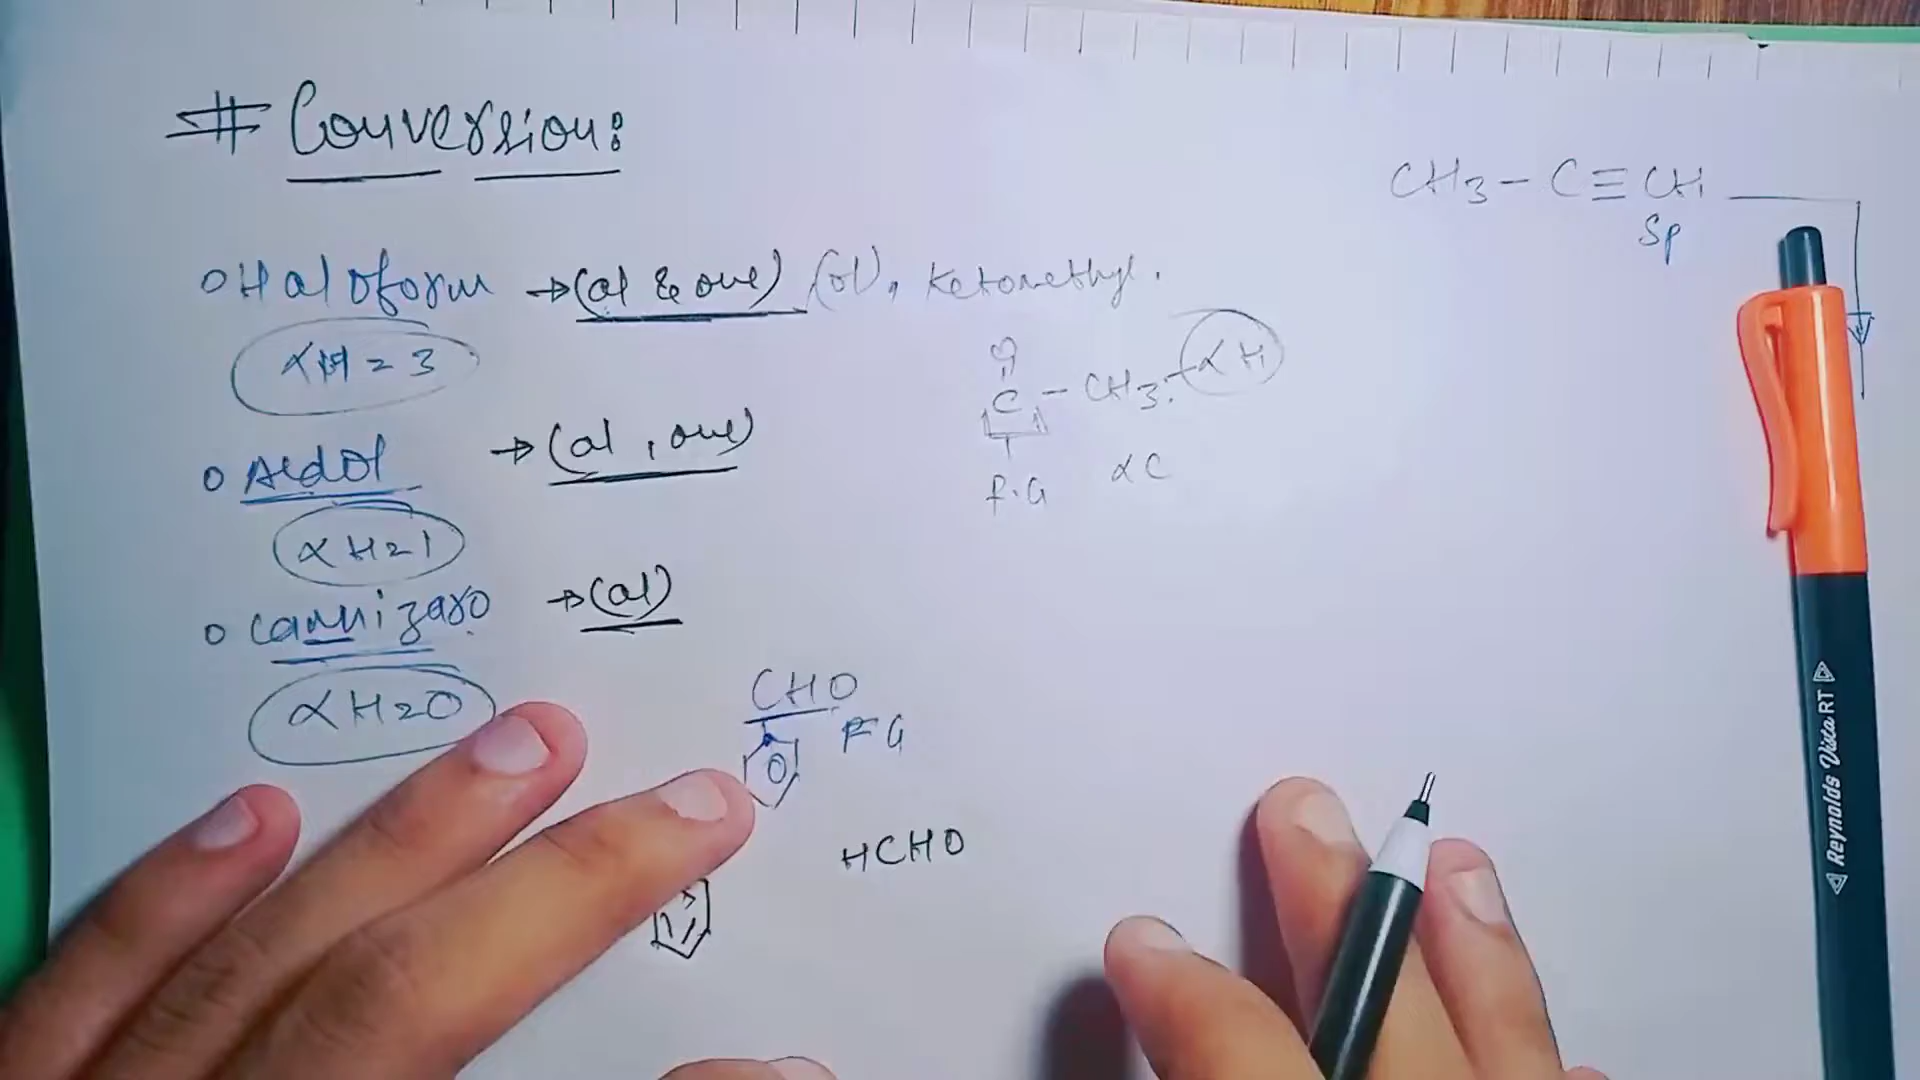 # Conversion:
CH3 - C ≡ CH
Sp
o Haloform → (al & one) (ol), Ketomethyl.
αH = 3
O
C - CH3. - αH
F.G αC
o Aldol → (al, one)
αH = 1
o Cannizaro → (al)
αH = 0
CHO
FG
HCHO
Reynolds Vista RT